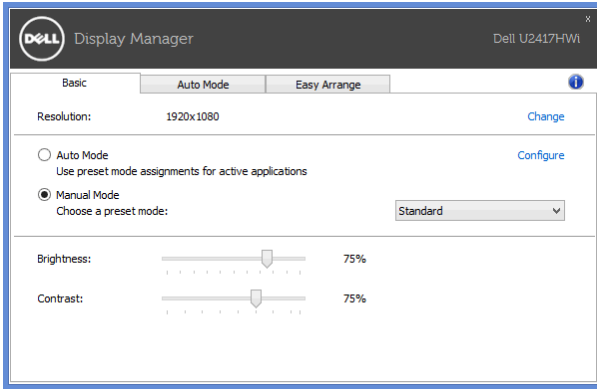 x
DELL Display Manager Dell U2417HWi
Basic Auto Mode Easy Arrange i
Resolution: 1920x1080 Change
Auto Mode Configure
Use preset mode assignments for active applications
Manual Mode
Choose a preset mode: Standard
Brightness: 75%
Contrast: 75%